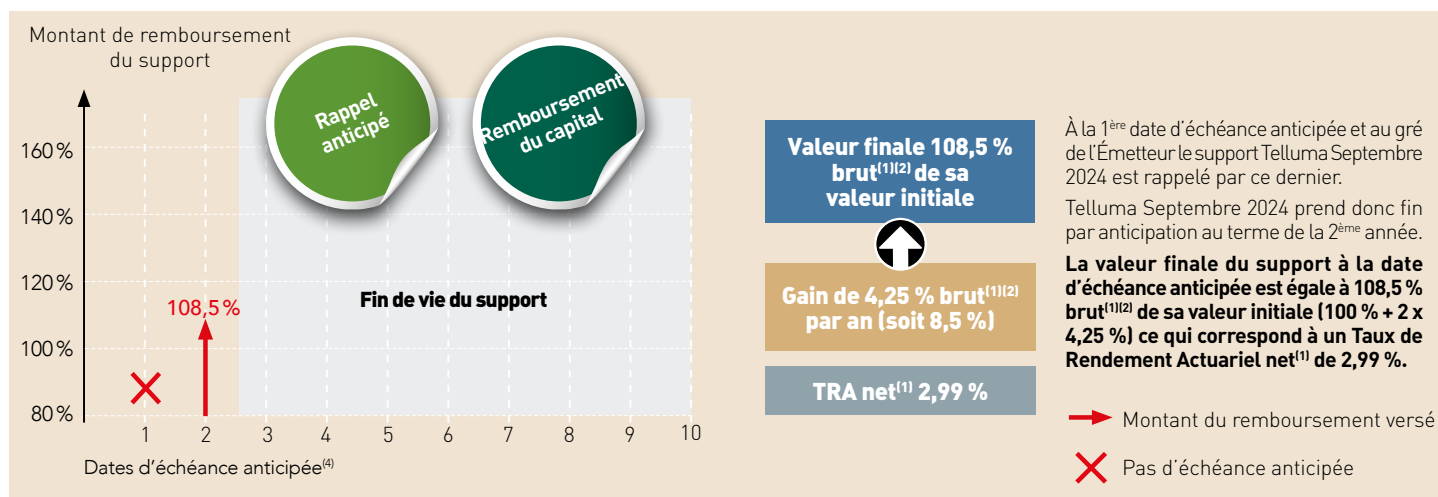 Montant de remboursement
du support
160 %
140 %
120 %
100 %
80 %
108,5 %
Rappel
anticipé
Remboursement
du capital
Fin de vie du support
1 2 3 4 5 6 7 8 9 10
Dates d’échéance anticipée(4)
Valeur finale 108,5 %
brut(1)(2) de sa
valeur initiale
Gain de 4,25 % brut(1)(2)
par an (soit 8,5 %)
TRA net(1) 2,99 %
À la 1ère date d’échéance anticipée et au gré
de l’Émetteur le support Telluma Septembre
2024 est rappelé par ce dernier.
Telluma Septembre 2024 prend donc fin
par anticipation au terme de la 2ème année.
La valeur finale du support à la date
d’échéance anticipée est égale à 108,5 %
brut(1)(2) de sa valeur initiale (100 % + 2 x
4,25 %) ce qui correspond à un Taux de
Rendement Actuariel net(1) de 2,99 %.
Montant du remboursement versé
Pas d’échéance anticipée